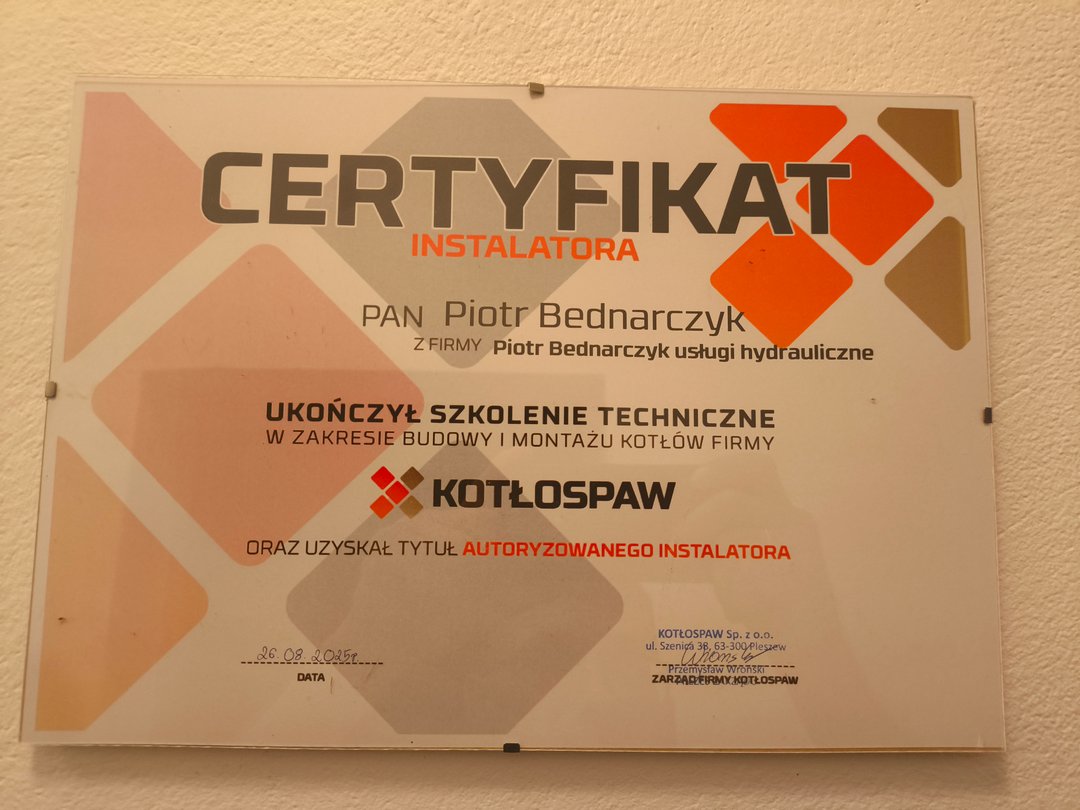 CERTYFIKAT
INSTALATORA
PAN Piotr Bednarczyk
Z FIRMY Piotr Bednarczyk usługi hydrauliczne
UKOŃCZYŁ SZKOLENIE TECHNICZNE
W ZAKRESIE BUDOWY I MONTAŻU KOTŁÓW FIRMY
KOTŁOSPAW
ORAZ UZYSKAŁ TYTUŁ AUTORYZOWANEGO INSTALATORA
26.08.2025r.
DATA
KOTŁOSPAW Sp. z o.o.
ul. Szenica 38, 63-300 Pleszew
Przemysław Wroński
ZARZĄD FIRMY KOTŁOSPAW